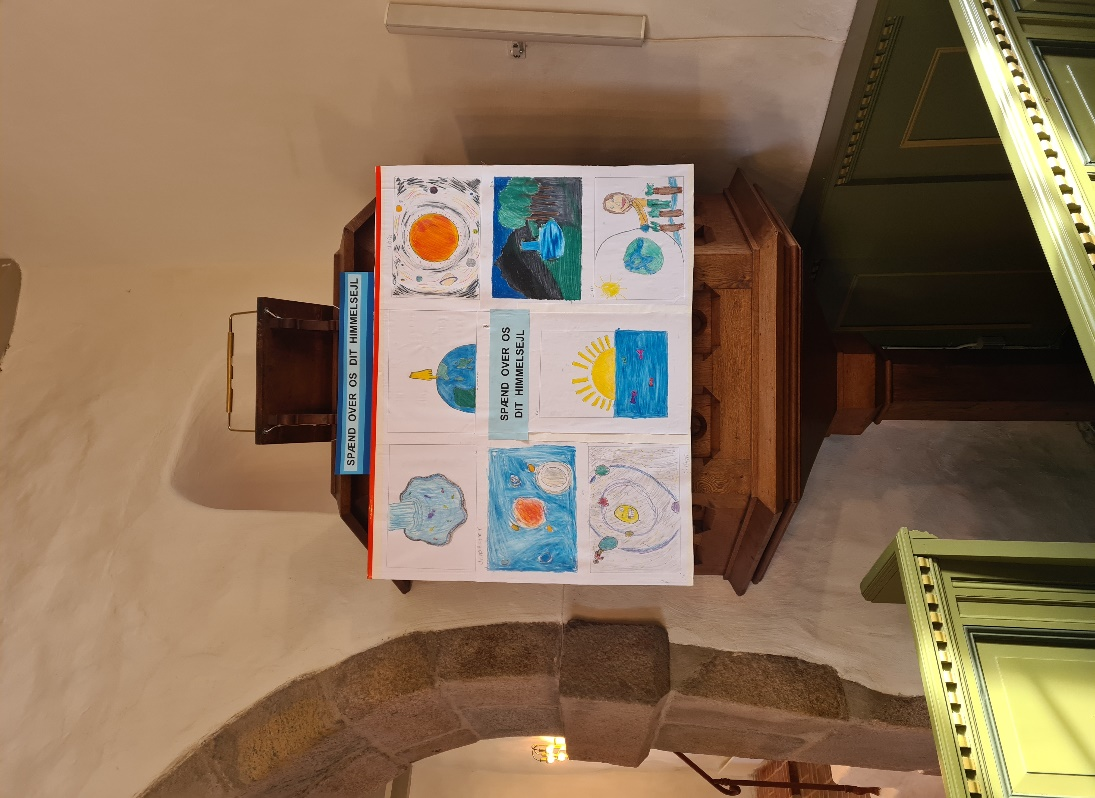 SPÆND OVER OS DIT HIMMELSEJL
SPÆND OVER OS
DIT HIMMELSEJL